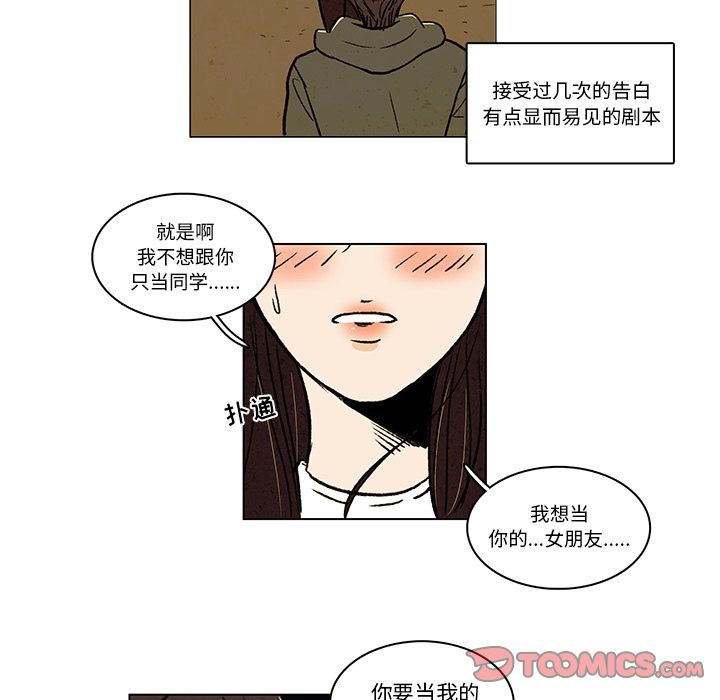 接受过几次的告白
有点显而易见的剧本
就是啊
我不想跟你
只当同学......
扑通
我想当
你的...女朋友.....
你要当我的
TOOMICS.COM